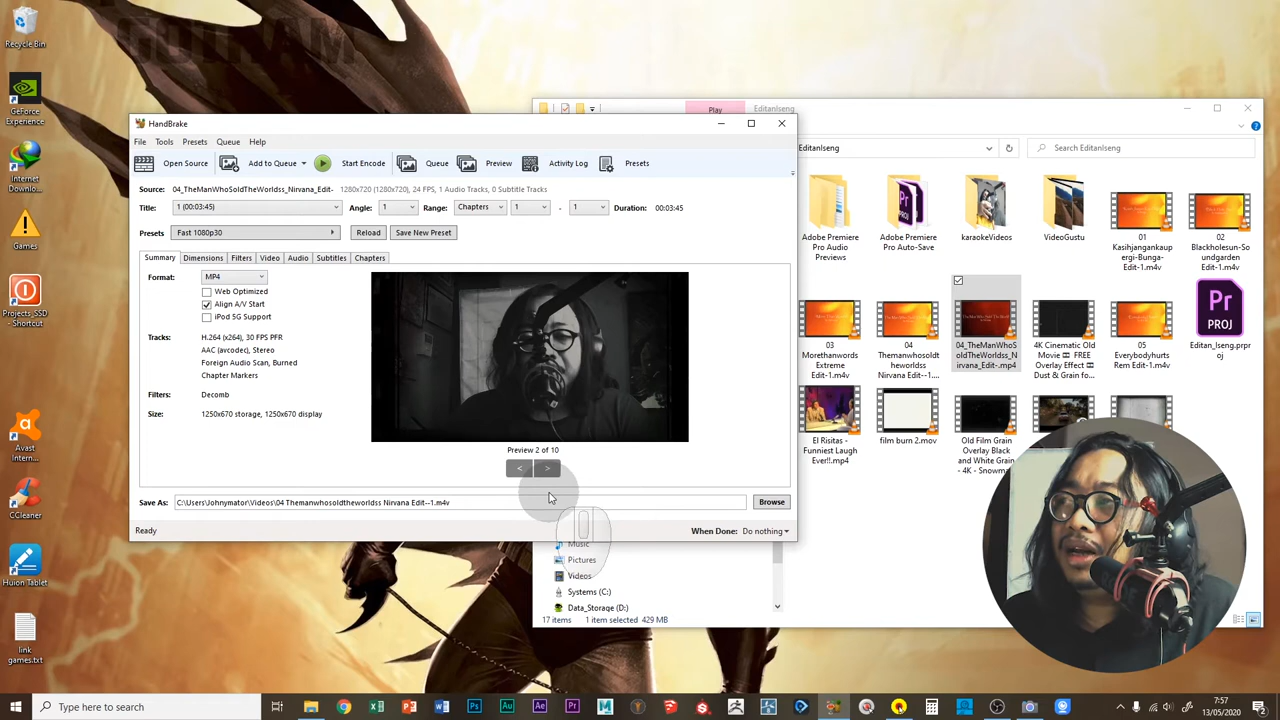 Recycle Bin
GeForce
Experience
Internet
Downlo...
Games
Projects_SSD
- Shortcut
Avast
Intern...
CCleaner
Huion Tablet
link
games.txt
HandBrake
File Tools Presets Queue Help
Open Source Add to Queue Start Encode Queue Preview Activity Log Presets
Source: 04_TheManWhoSoldTheWorldss_Nirvana_Edit- 1280x720 (1280x720), 24 FPS, 1 Audio Tracks, 0 Subtitle Tracks
Title: 1 (00:03:45) Angle: 1 Range: Chapters 1 - 1 Duration: 00:03:45
Presets Fast 1080p30 Reload Save New Preset
Summary Dimensions Filters Video Audio Subtitles Chapters
Format: MP4
Web Optimized
Align A/V Start
iPod 5G Support
Tracks: H.264 (x264), 30 FPS PFR
AAC (avcodec), Stereo
Foreign Audio Scan, Burned
Chapter Markers
Filters: Decomb
Size: 1250x670 storage, 1250x670 display
Preview 2 of 10
< >
Save As: C:\Users\Johnymator\Videos\04 Themanwhosoldtheworldss Nirvana Edit--1.m4v Browse
Ready When Done: Do nothing
Play EditanIseng
EditanIseng Search EditanIseng
Adobe Premiere
Pro Audio
Previews
Adobe Premiere
Pro Auto-Save
karaokeVideos
VideoGustu
01
Kasihjangankau
pergi-Bunga-
Edit-1.m4v
02
Blackholesun-So
undgarden
Edit-1.m4v
03
Morethanwords
Extreme
Edit-1.m4v
04
Themanwhosoldt
heworldss
Nirvana Edit--1....
04_TheManWhoS
oldTheWorldss_N
irvana_Edit-.mp4
4K Cinematic Old
Movie FREE
Overlay Effect
Dust & Grain fo...
05
Everybodyhurts
Rem Edit-1.m4v
Pr
PROJ
Editan_Iseng.prpr
oj
El Risitas -
Funniest Laugh
Ever!!.mp4
film burn 2.mov
Old Film Grain
Overlay Black
and White Grain
- 4K - Snowm...
Music
Pictures
Videos
Systems (C:)
Data_Storage (D:)
17 items 1 item selected 429 MB
Type here to search
7:57
13/05/2020